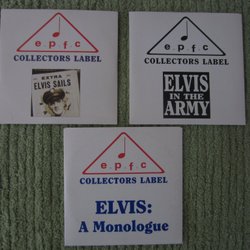 e p f c
COLLECTORS LABEL
EXTRA
ELVIS SAILS
e p f c
COLLECTORS LABEL
ELVIS
IN THE
ARMY
e p f c
COLLECTORS LABEL
ELVIS:
A Monologue